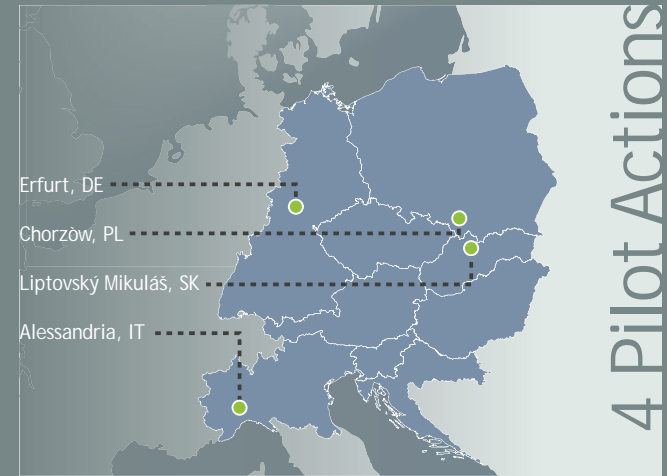 Erfurt, DE
Chorzòw, PL
Liptovský Mikuláš, SK
Alessandria, IT
4 Pilot Actions